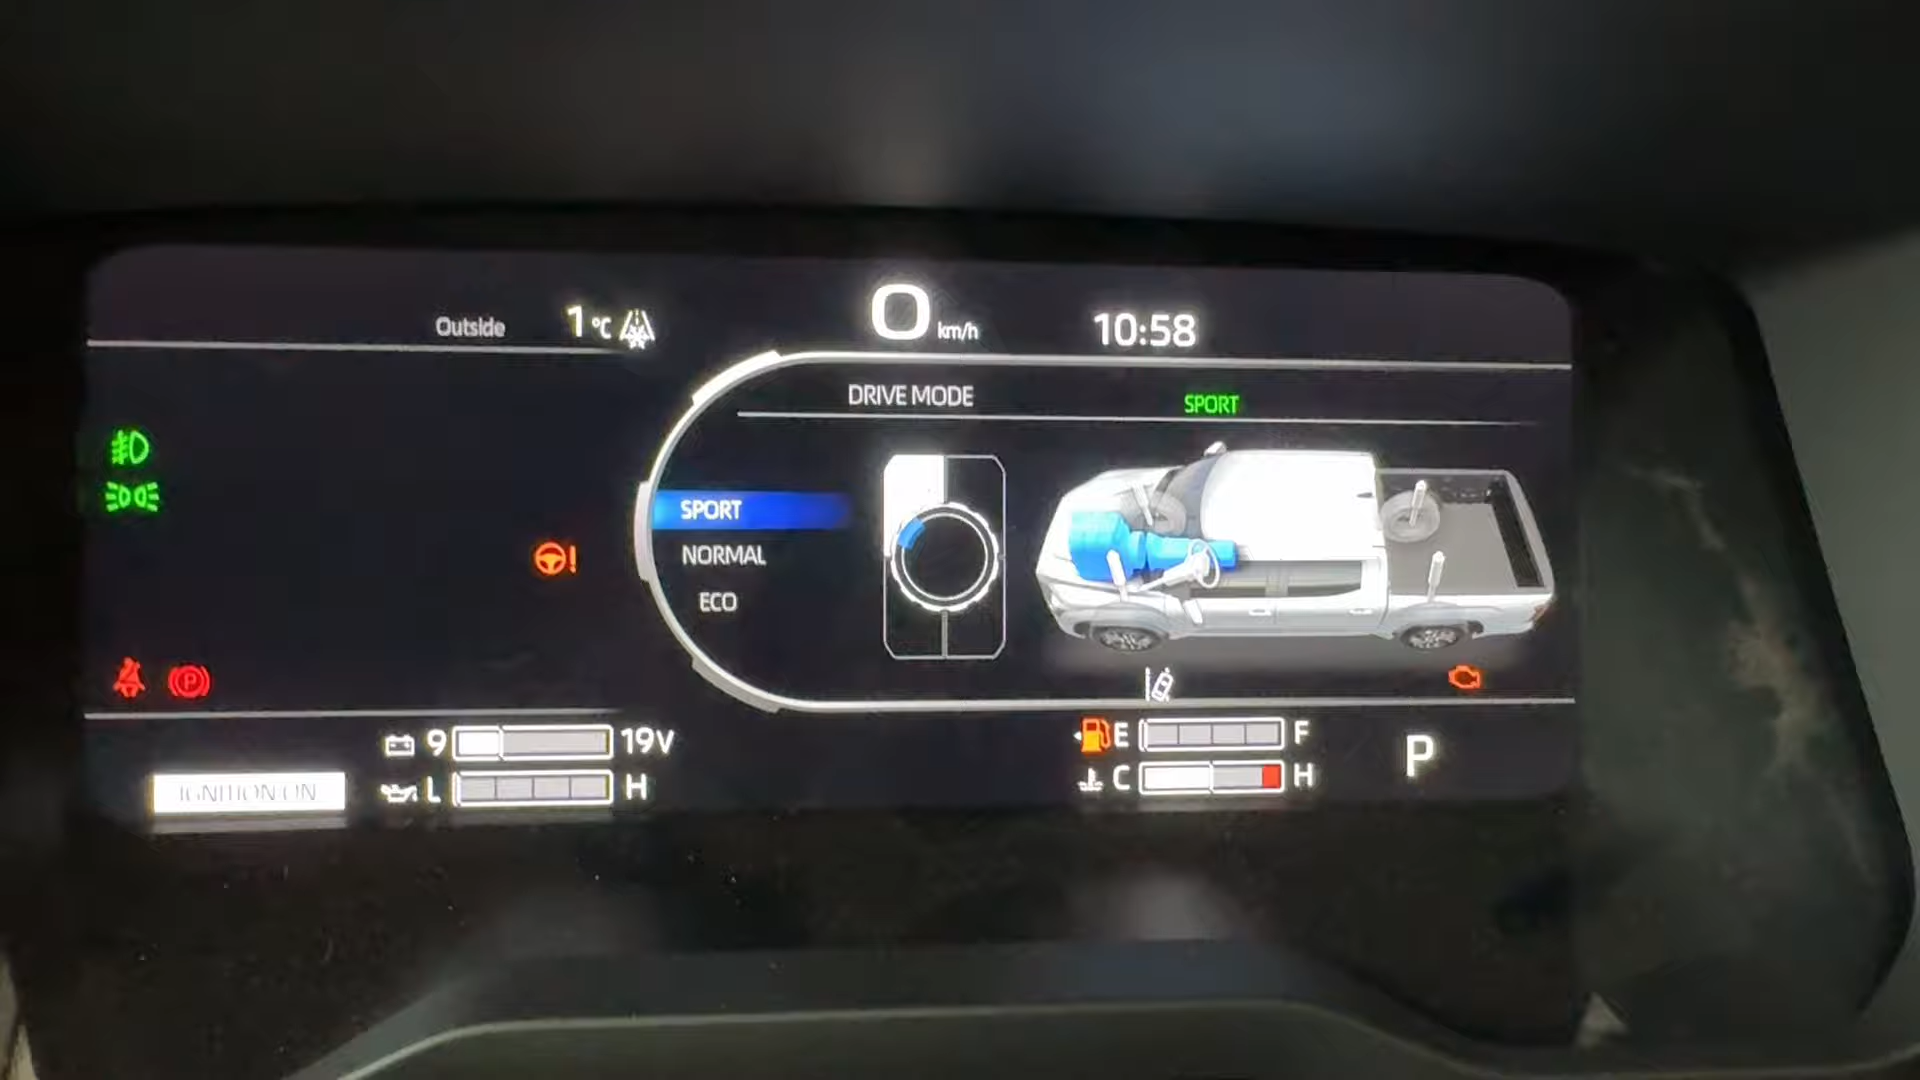 Outside 1 °C 0 km/h 10:58
DRIVE MODE SPORT
SPORT
NORMAL
ECO
P
9 19V E F
IGNITION ON L H C H P